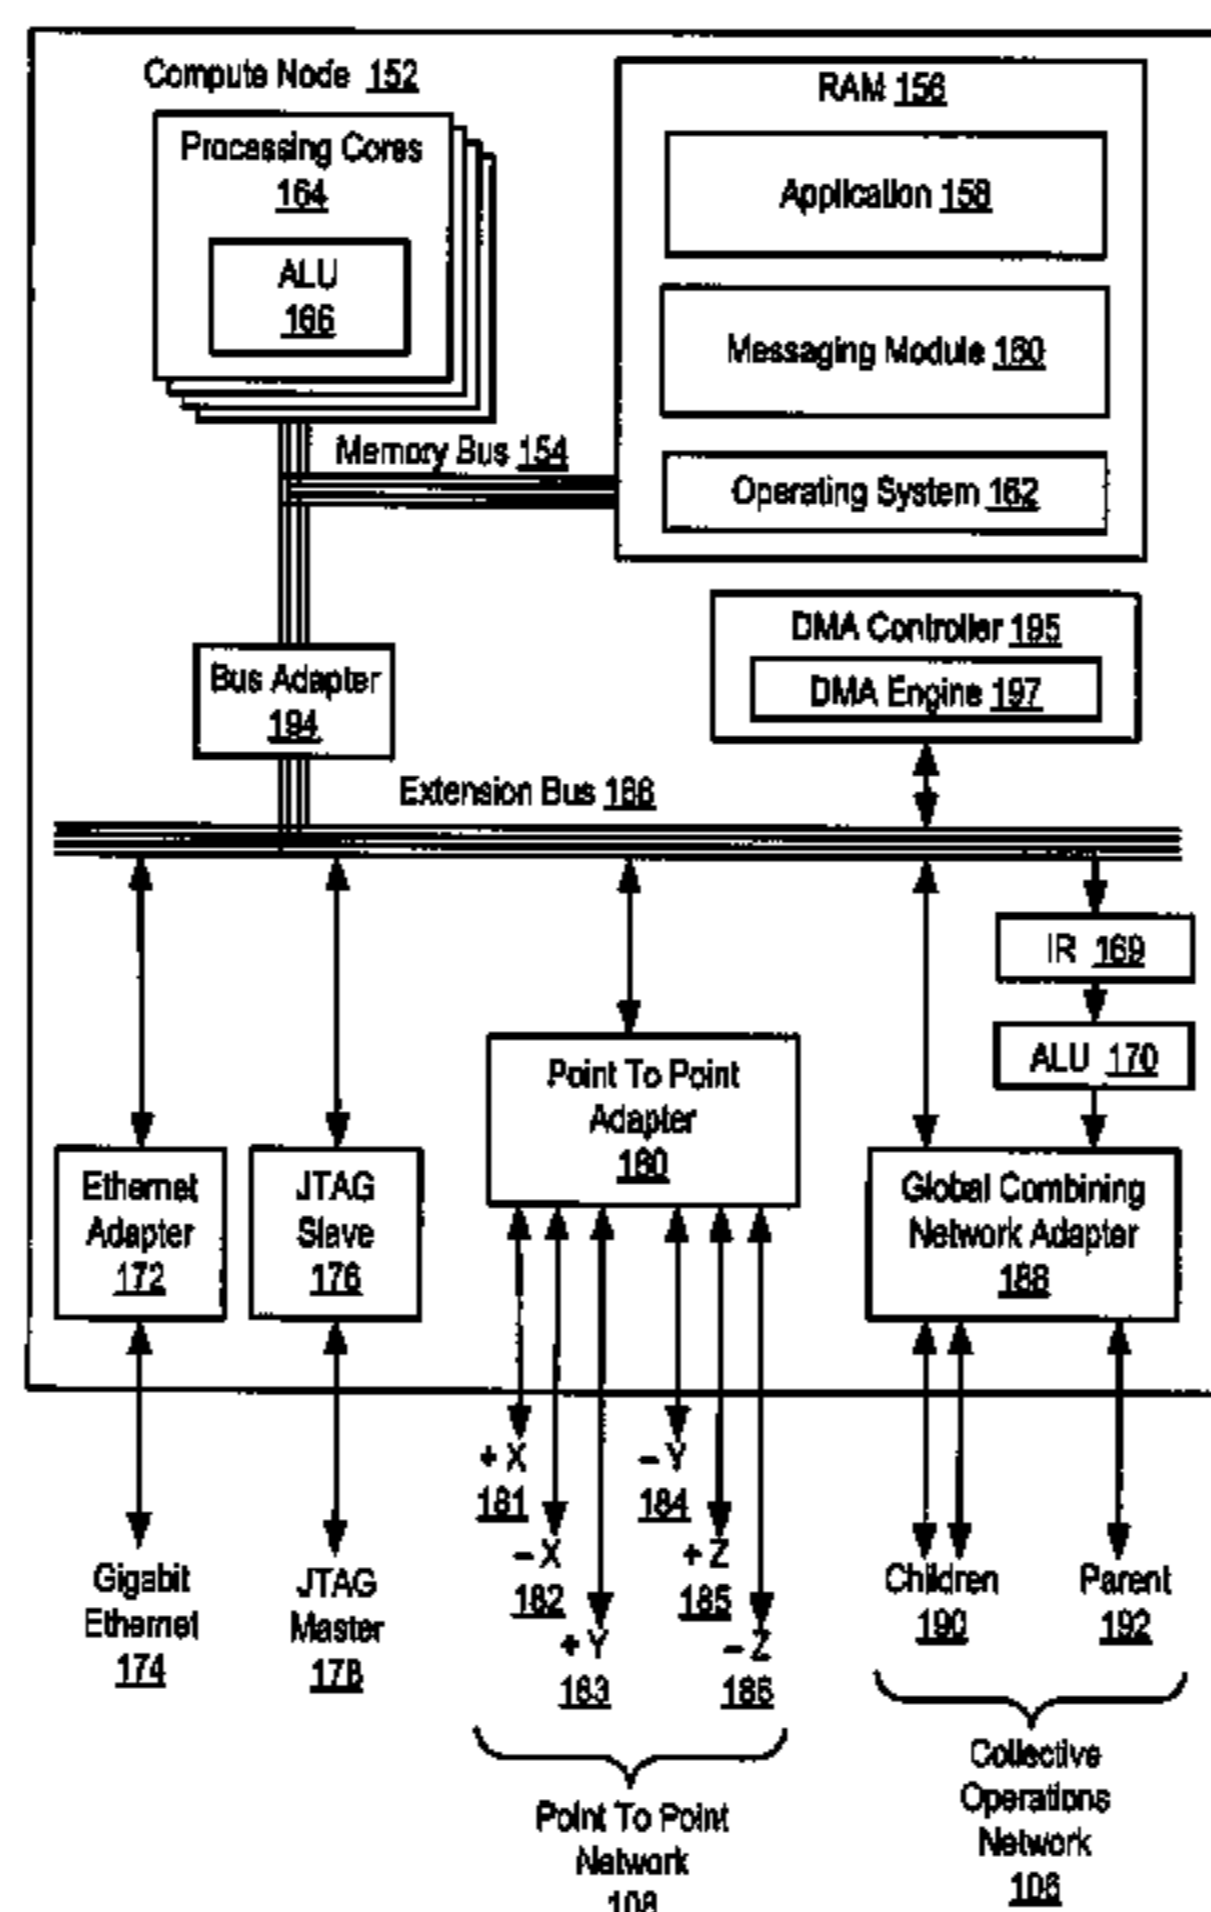 Compute Node 152
Processing Cores
164
ALU
166
RAM 156
Application 158
Messaging Module 160
Operating System 162
Memory Bus 154
DMA Controller 195
DMA Engine 197
Bus Adapter
194
Extension Bus 168
IR 169
ALU 170
Point To Point
Adapter
180
Ethernet
Adapter
172
JTAG
Slave
176
Global Combining
Network Adapter
188
+ X
181
- X
182
+ Y
183
- Y
184
+ Z
185
- Z
186
Gigabit
Ethernet
174
JTAG
Master
178
Children
190
Parent
192
Point To Point
Network
108
Collective
Operations
Network
106